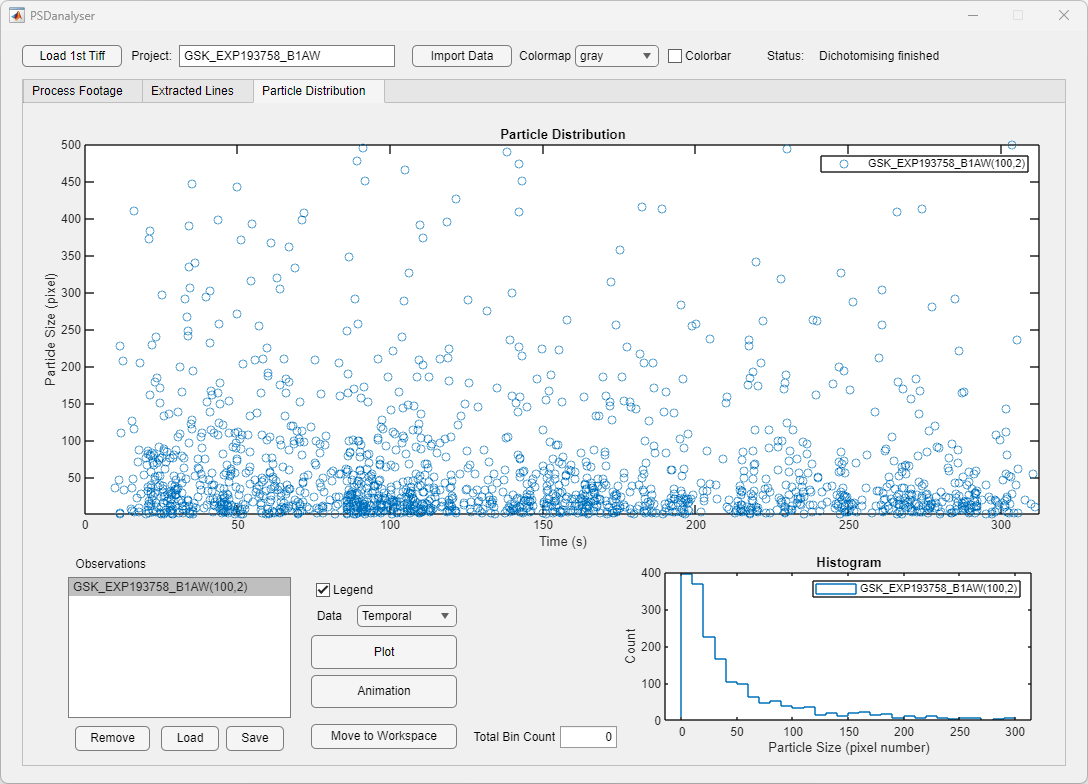 PSDanalyser
Load 1st Tiff Project: GSK_EXP193758_B1AW Import Data Colormap gray Colorbar Status: Dichotomising finished
Process Footage Extracted Lines Particle Distribution
Particle Distribution
GSK_EXP193758_B1AW(100,2)
500
450
400
350
300
250
200
150
100
50
Particle Size (pixel)
0 50 100 150 200 250 300
Time (s)
Observations
GSK_EXP193758_B1AW(100,2)
Remove Load Save
Legend
Data Temporal
Plot
Animation
Move to Workspace Total Bin Count 0
Histogram
GSK_EXP193758_B1AW(100,2)
400
300
200
100
0
Count
0 50 100 150 200 250 300
Particle Size (pixel number)